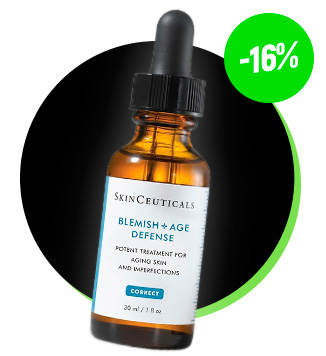 -16%
SKINCEUTICALS
BLEMISH + AGE
DEFENSE
POTENT TREATMENT FOR
AGING SKIN
AND IMPERFECTIONS
CORRECT
30 ml / 1 fl oz